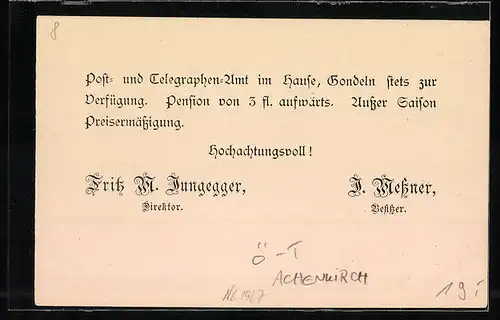 8
Post- und Telegraphen-Amt im Hause, Gondeln stets zur
Verfügung. Pension von 3 fl. aufwärts. Außer Saison
Preisermäßigung.
Hochachtungsvoll!
Fritz M. Jungegger,
Direktor.
J. Meßner,
Besitzer.
Ö - T
ACHENKIRCH